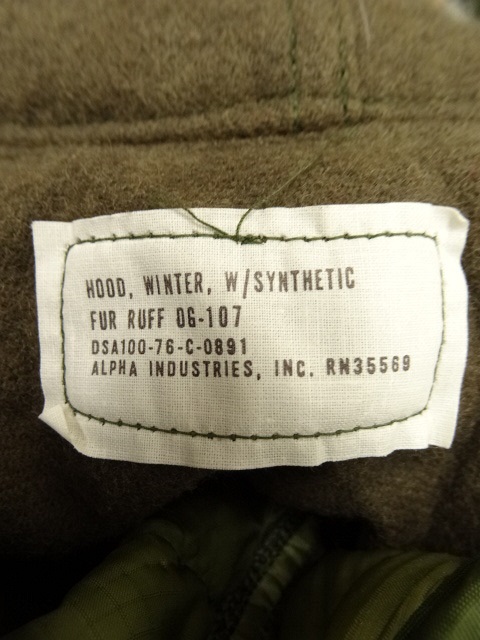 HOOD, WINTER, W/SYNTHETIC
FUR RUFF OG-107
DSA100-76-C-0891
ALPHA INDUSTRIES, INC. RN35569